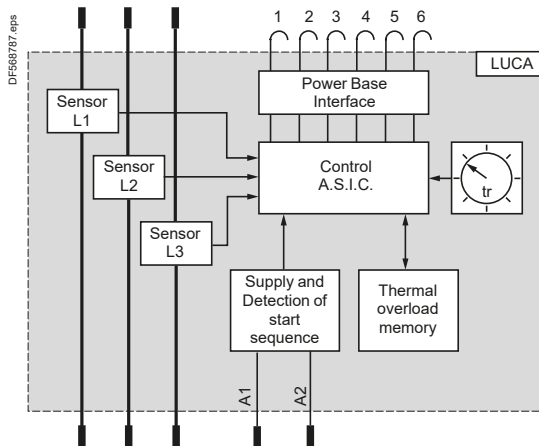 DF568787.eps
1 2 3 4 5 6
LUCA
Power Base
Interface
Sensor
L1
Control
A.S.I.C.
Sensor
L2
tr
Sensor
L3
Supply and
Detection of
start
sequence
Thermal
overload
memory
A1
A2